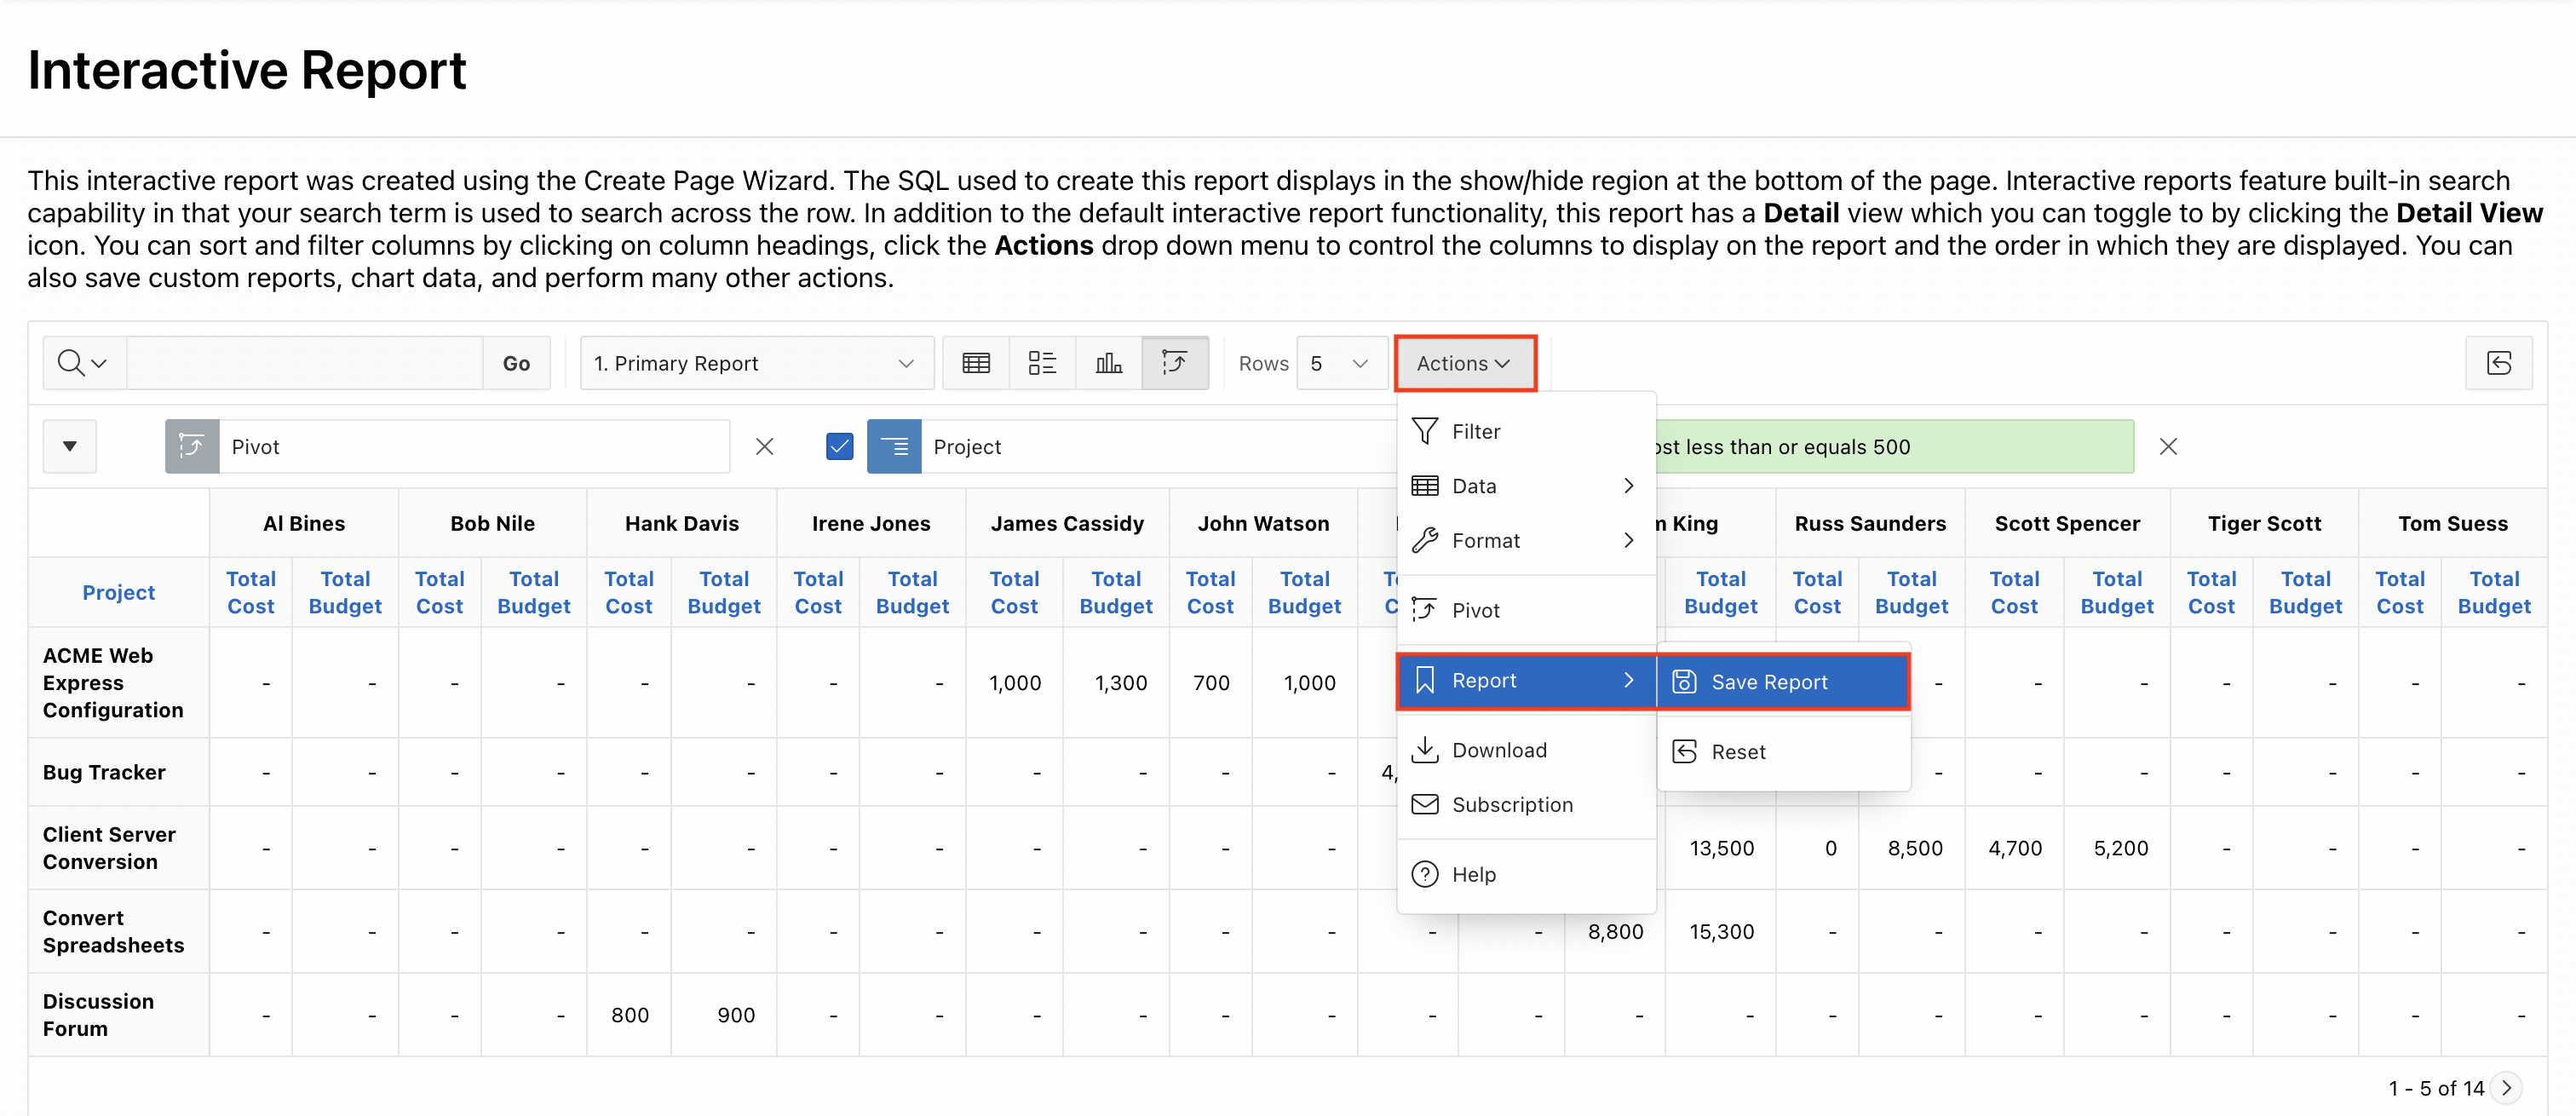 Interactive Report
This interactive report was created using the Create Page Wizard. The SQL used to create this report displays in the show/hide region at the bottom of the page. Interactive reports feature built-in search
capability in that your search term is used to search across the row. In addition to the default interactive report functionality, this report has a Detail view which you can toggle to by clicking the Detail View
icon. You can sort and filter columns by clicking on column headings, click the Actions drop down menu to control the columns to display on the report and the order in which they are displayed. You can
also save custom reports, chart data, and perform many other actions.
Go 1. Primary Report Rows 5 Actions
Pivot Project less than or equals 500
Filter
Data
Format
Pivot
Report
Save Report
Reset
Download
Subscription
Help
Al Bines Bob Nile Hank Davis Irene Jones James Cassidy John Watson King Russ Saunders Scott Spencer Tiger Scott Tom Suess
Project Total Cost Total Budget Total Cost Total Budget Total Cost Total Budget Total Cost Total Budget Total Cost Total Budget Total Cost Total Budget Total Budget Total Cost Total Budget Total Cost Total Budget Total Cost Total Budget Total Cost Total Budget
ACME Web
Express
Configuration
- - - - - - - - 1,000 1,300 700 1,000 - - - - - - -
Bug Tracker - - - - - - - - - - - - 4, - - - - - - -
Client Server
Conversion
- - - - - - - - - - - - 13,500 0 8,500 4,700 5,200 - - - -
Convert
Spreadsheets
- - - - - - - - - - - - - - 8,800 15,300 - - - - - - - -
Discussion
Forum
- - - - 800 900 - - - - - - - - - - - - - - - - - -
1 - 5 of 14